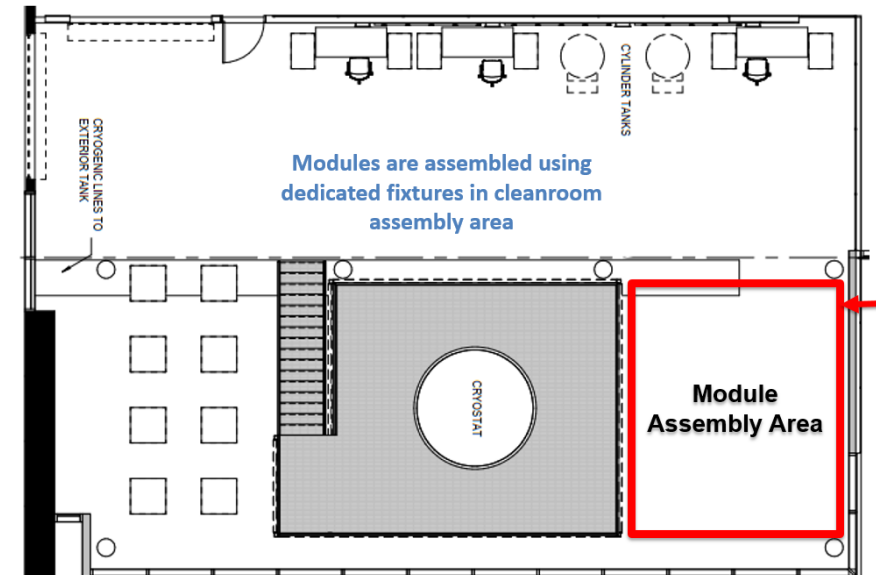 CYLINDER TANKS
CRYOGENIC LINES TO
EXTERIOR TANK
Modules are assembled using
dedicated fixtures in cleanroom
assembly area
CRYOSTAT
Module
Assembly Area